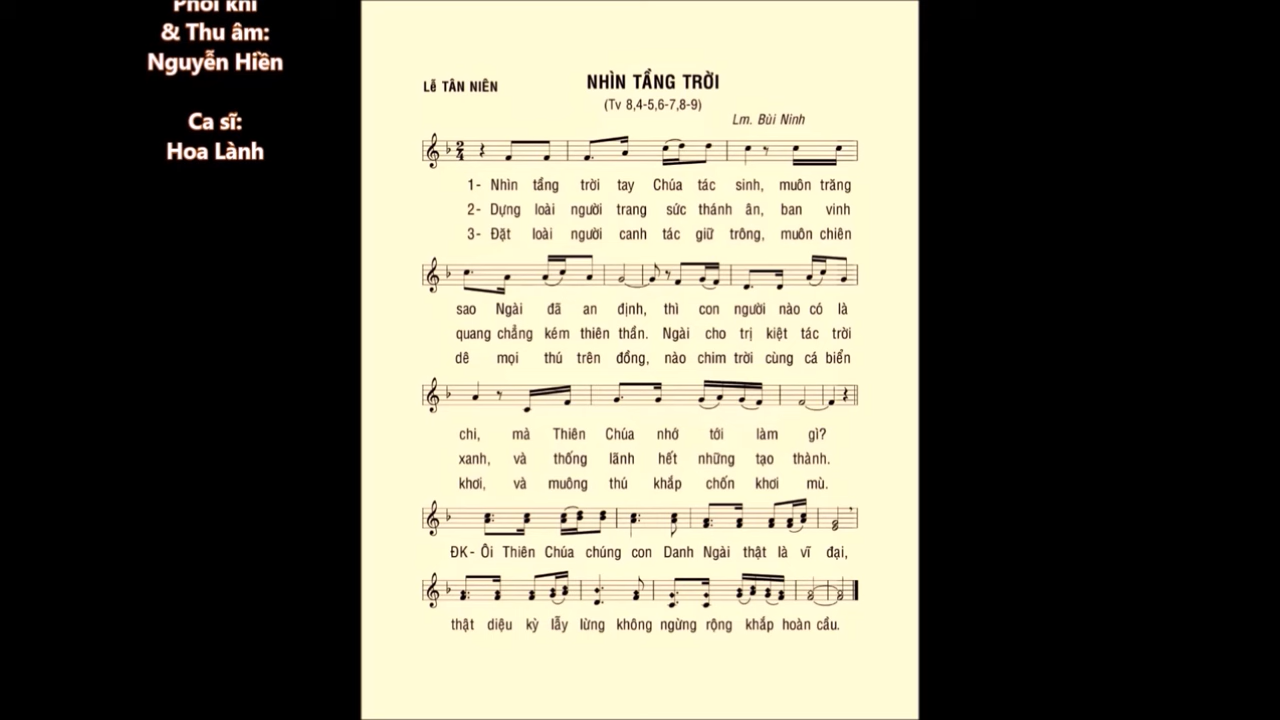 Phối khí
& Thu âm:
Nguyễn Hiền
Ca sĩ:
Hoa Lành
Lễ TÂN NIÊN
NHÌN TẦNG TRỜI
(Tv 8,4-5,6-7,8-9)
Lm. Bùi Ninh
1- Nhìn tầng trời tay Chúa tác sinh, muôn trăng
2- Dựng loài người trang sức thánh ân, ban vinh
3- Đặt loài người canh tác giữ trông, muôn chiên
sao Ngài đã an định, thì con người nào có là
quang chẳng kém thiên thần. Ngài cho trị kiệt tác trời
dê mọi thú trên đồng, nào chim trời cùng cá biển
chi, mà Thiên Chúa nhớ tới làm gì?
xanh, và thống lãnh hết những tạo thành.
khơi, và muông thú khắp chốn khơi mù.
ĐK- Ôi Thiên Chúa chúng con Danh Ngài thật là vĩ đại,
thật diệu kỳ lẫy lừng không ngừng rộng khắp hoàn cầu.